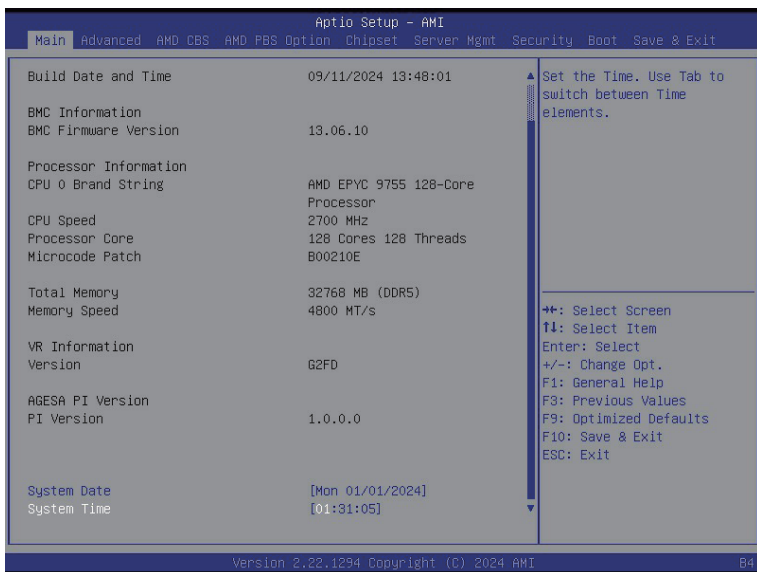 Aptio Setup - AMI
Main Advanced AMD CBS AMD PBS Option Chipset Server Mgmt Security Boot Save & Exit
Build Date and Time 09/11/2024 13:48:01
BMC Information
BMC Firmware Version 13.06.10
Processor Information
CPU 0 Brand String AMD EPYC 9755 128-Core
Processor
CPU Speed 2700 MHz
Processor Core 128 Cores 128 Threads
Microcode Patch B00210E
Total Memory 32768 MB (DDR5)
Memory Speed 4800 MT/s
VR Information
Version G2FD
AGESA PI Version
PI Version 1.0.0.0
System Date [Mon 01/01/2024]
System Time [01:31:05]
Set the Time. Use Tab to
switch between Time
elements.
→←: Select Screen
↑↓: Select Item
Enter: Select
+/-: Change Opt.
F1: General Help
F3: Previous Values
F9: Optimized Defaults
F10: Save & Exit
ESC: Exit
Version 2.22.1294 Copyright (C) 2024 AMI
B4